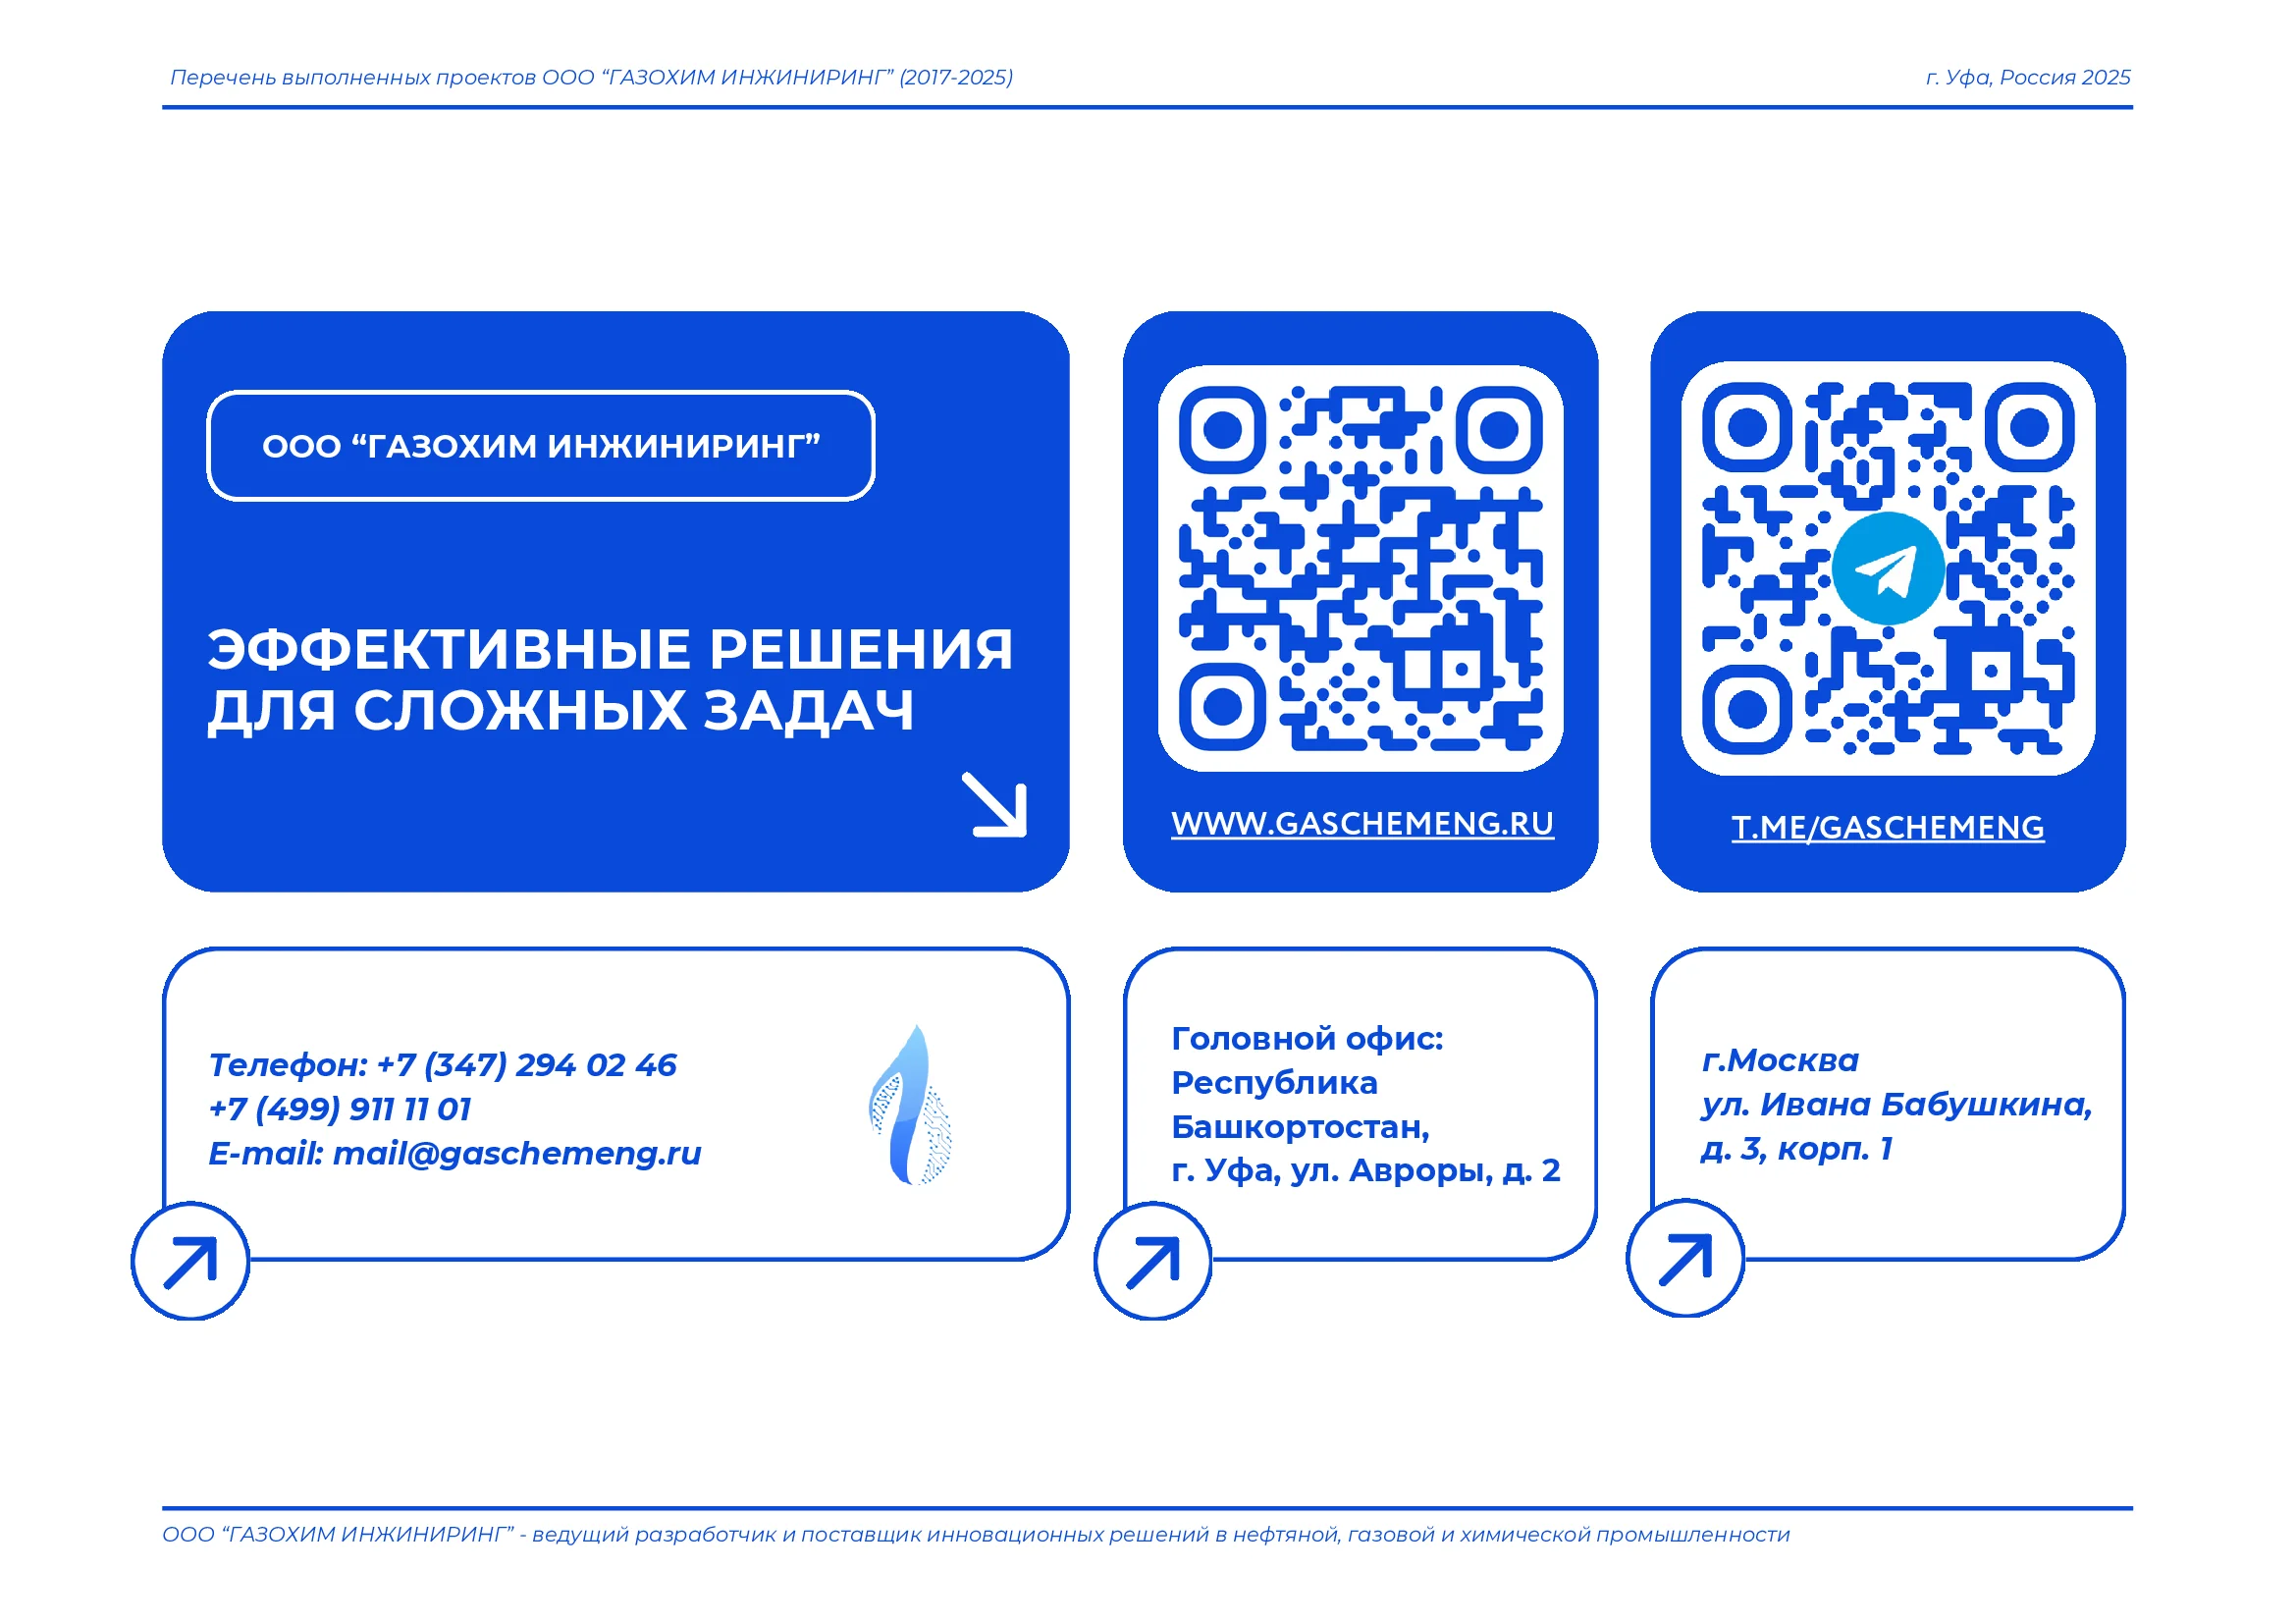 Перечень выполненных проектов ООО “ГАЗОХИМ ИНЖИНИРИНГ” (2017-2025)
г. Уфа, Россия 2025
ООО “ГАЗОХИМ ИНЖИНИРИНГ”
ЭФФЕКТИВНЫЕ РЕШЕНИЯ
ДЛЯ СЛОЖНЫХ ЗАДАЧ
WWW.GASCHEMENG.RU
T.ME/GASCHEMENG
Телефон: +7 (347) 294 02 46
+7 (499) 911 11 01
E-mail: mail@gaschemeng.ru
Головной офис:
Республика
Башкортостан,
г. Уфа, ул. Авроры, д. 2
г.Москва
ул. Ивана Бабушкина,
д. 3, корп. 1
ООО “ГАЗОХИМ ИНЖИНИРИНГ” - ведущий разработчик и поставщик инновационных решений в нефтяной, газовой и химической промышленности